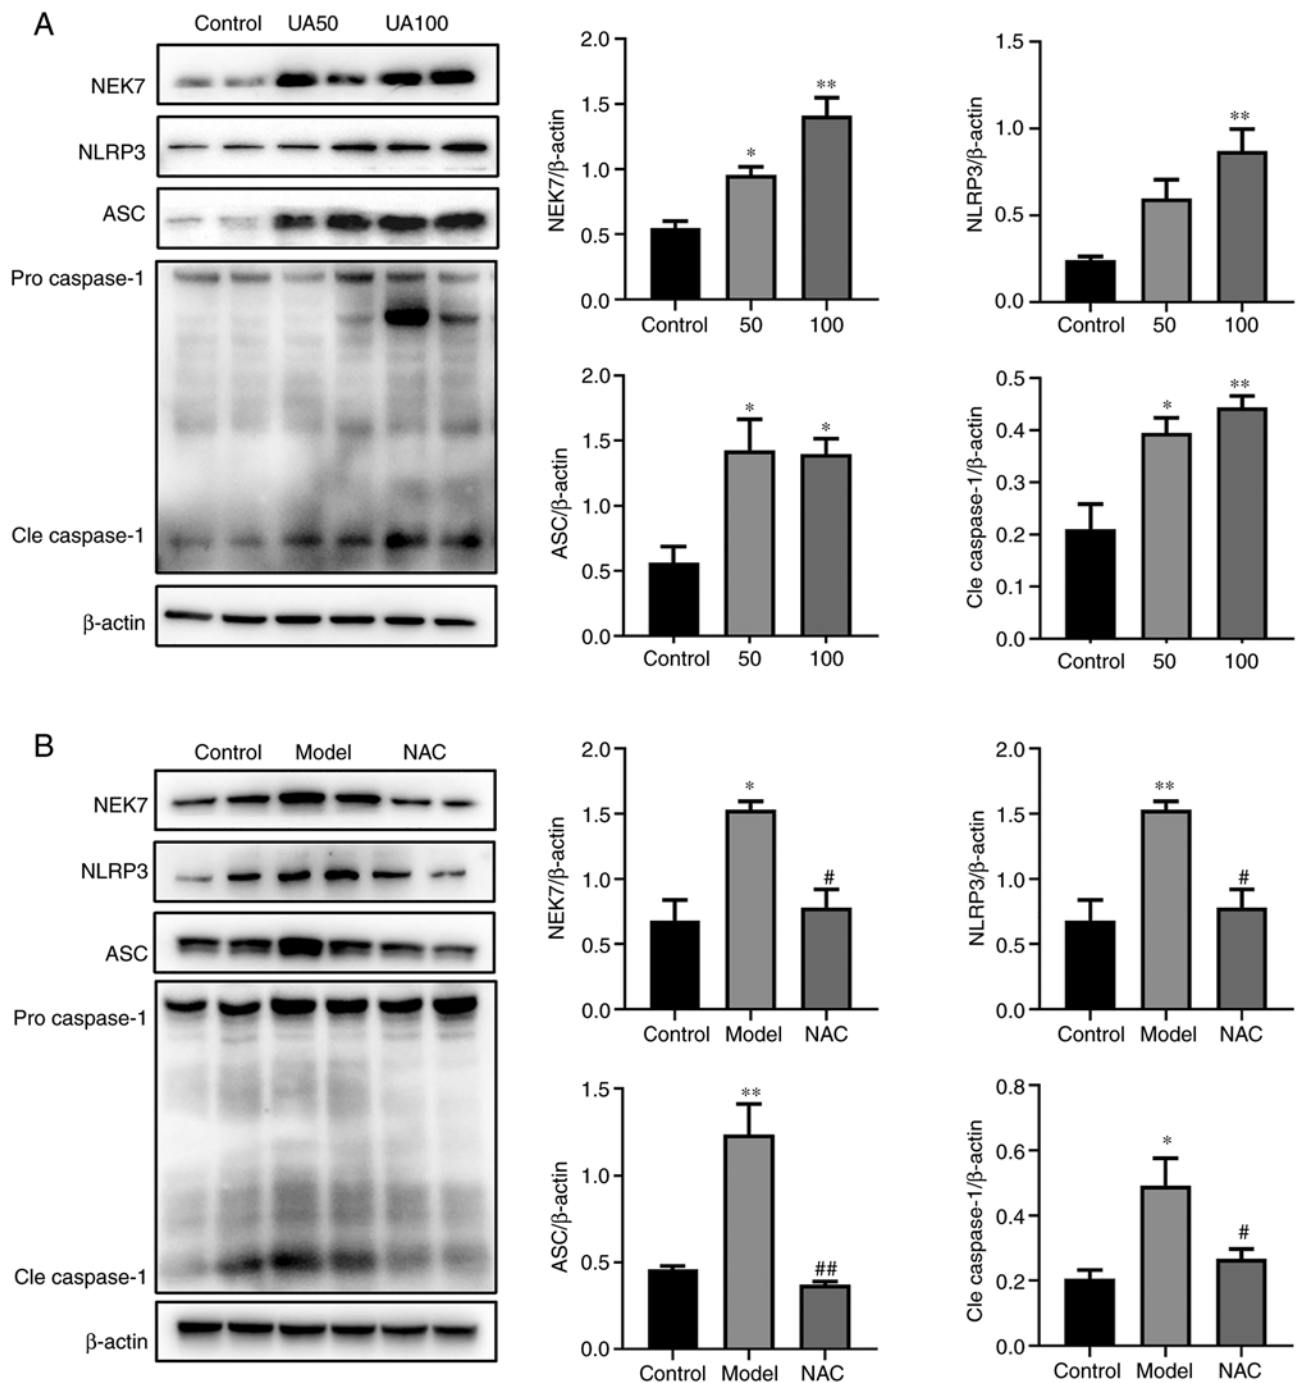 A
Control UA50 UA100
NEK7
NLRP3
ASC
Pro caspase-1
Cle caspase-1
β-actin
2.0
1.5
1.0
0.5
0.0
NEK7/β-actin
*
**
Control 50 100
1.5
1.0
0.5
0.0
NLRP3/β-actin
**
Control 50 100
2.0
1.5
1.0
0.5
0.0
ASC/β-actin
*
*
Control 50 100
0.5
0.4
0.3
0.2
0.1
0.0
Cle caspase-1/β-actin
*
**
Control 50 100
B
Control Model NAC
NEK7
NLRP3
ASC
Pro caspase-1
Cle caspase-1
β-actin
2.0
1.5
1.0
0.5
0.0
NEK7/β-actin
*
#
Control Model NAC
2.0
1.5
1.0
0.5
0.0
NLRP3/β-actin
**
#
Control Model NAC
1.5
1.0
0.5
0.0
ASC/β-actin
**
##
Control Model NAC
0.8
0.6
0.4
0.2
0.0
Cle caspase-1/β-actin
*
#
Control Model NAC